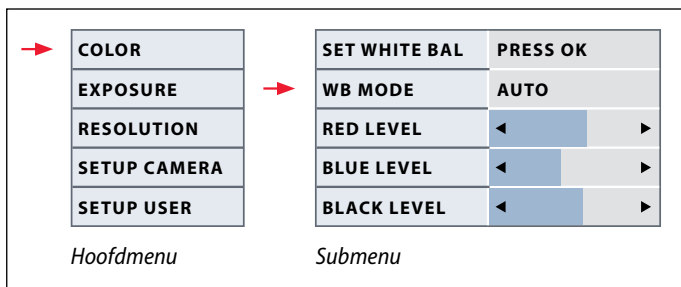 COLOR
EXPOSURE
RESOLUTION
SETUP CAMERA
SETUP USER
Hoofdmenu
SET WHITE BAL PRESS OK
WB MODE AUTO
RED LEVEL
BLUE LEVEL
BLACK LEVEL
Submenu